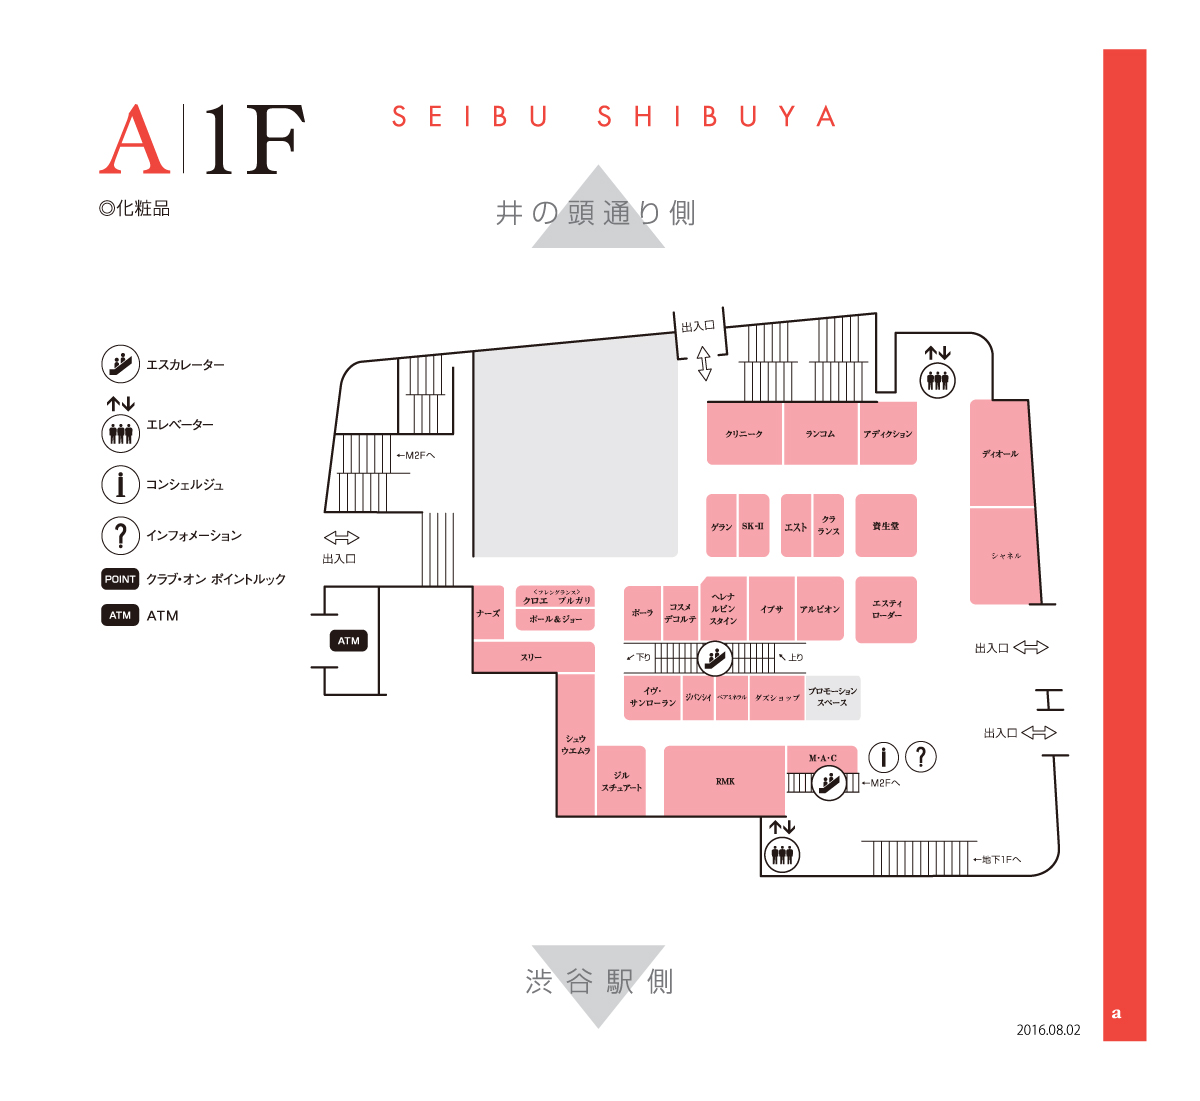 A 1F
SEIBU SHIBUYA
◎化粧品
井の頭通り側
エスカレーター
エレベーター
コンシェルジュ
インフォメーション
POINT クラブ・オン ポイントルック
ATM ATM
出入口
←M2Fへ
出入口
ATM
クリニーク
ランコム
アディクション
ディオール
シャネル
ゲラン
SK-II
エスト
クラ
ランス
資生堂
ナーズ
〈フレングランス〉
クロエ ブルガリ
ポール&ジョー
スリー
ポーラ
コスメ
デコルテ
ヘレナ
ルビン
スタイン
イプサ
アルビオン
エスティ
ローダー
↙下り
↖上り
出入口
イヴ・
サンローラン
ジバンシイ
ベアミネラル
ダズショップ
プロモーション
スペース
出入口
シュウ
ウエムラ
ジル
スチュアート
RMK
M・A・C
←M2Fへ
←地下1Fへ
渋谷駅側
a
2016.08.02